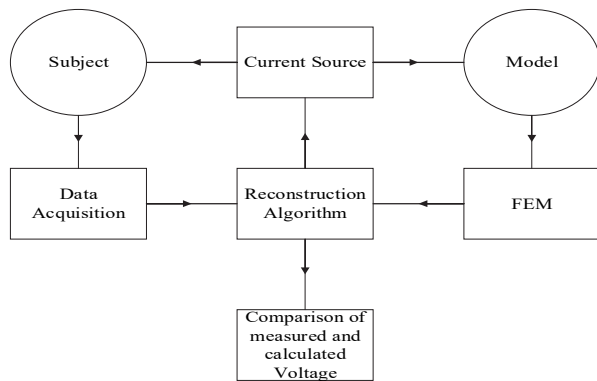 Subject
Current Source
Model
Data
Acquisition
Reconstruction
Algorithm
FEM
Comparison of
measured and
calculated
Voltage